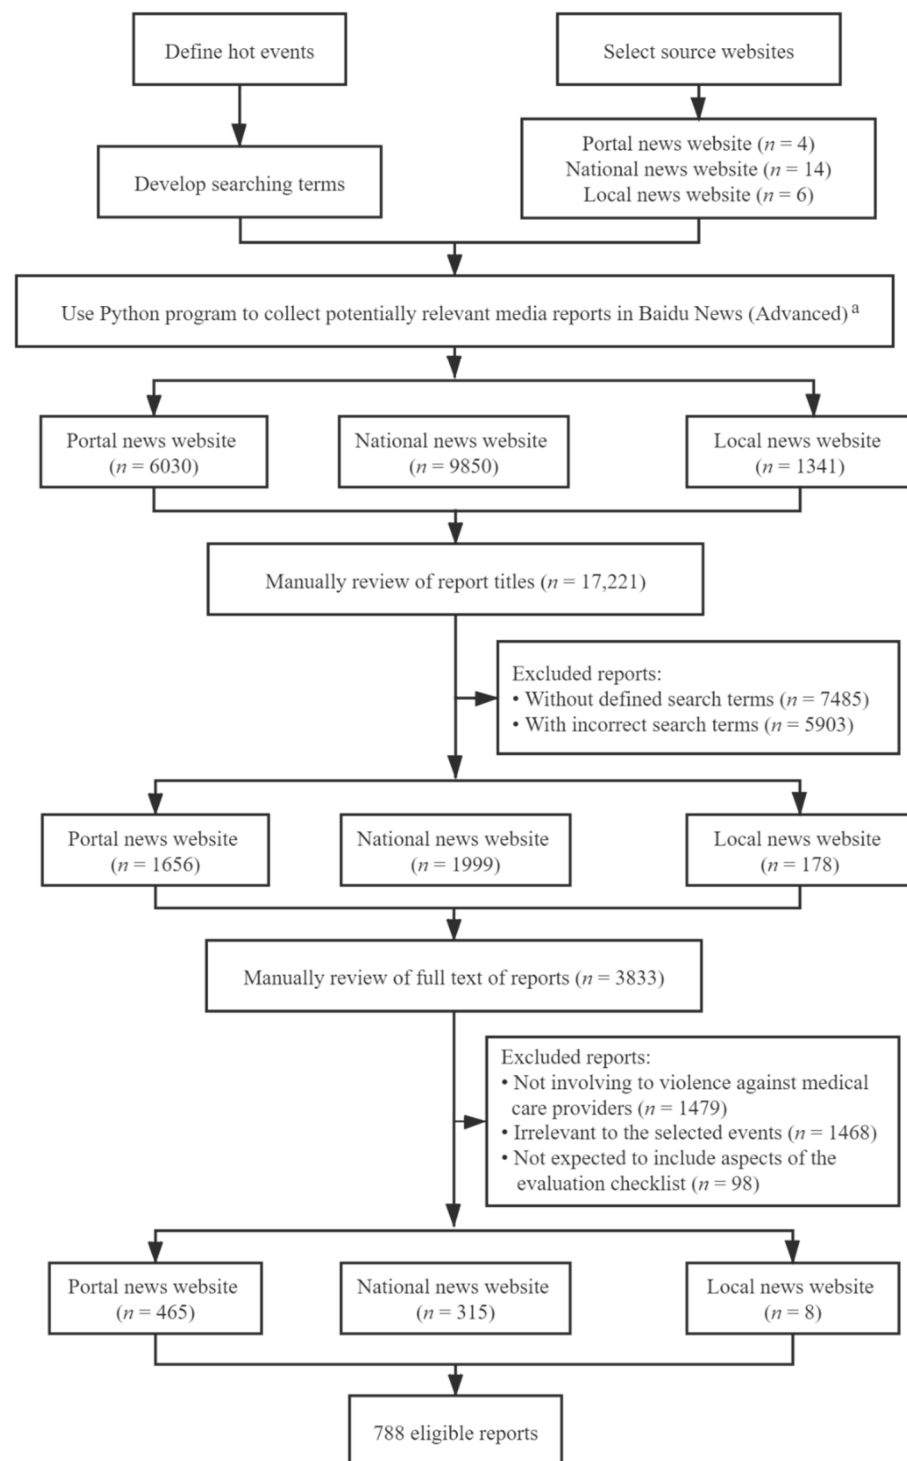 Define hot events
Select source websites
Develop searching terms
Portal news website (n = 4)
National news website (n = 14)
Local news website (n = 6)
Use Python program to collect potentially relevant media reports in Baidu News (Advanced) a
Portal news website
(n = 6030)
National news website
(n = 9850)
Local news website
(n = 1341)
Manually review of report titles (n = 17,221)
Excluded reports:
• Without defined search terms (n = 7485)
• With incorrect search terms (n = 5903)
Portal news website
(n = 1656)
National news website
(n = 1999)
Local news website
(n = 178)
Manually review of full text of reports (n = 3833)
Excluded reports:
• Not involving to violence against medical
care providers (n = 1479)
• Irrelevant to the selected events (n = 1468)
• Not expected to include aspects of the
evaluation checklist (n = 98)
Portal news website
(n = 465)
National news website
(n = 315)
Local news website
(n = 8)
788 eligible reports